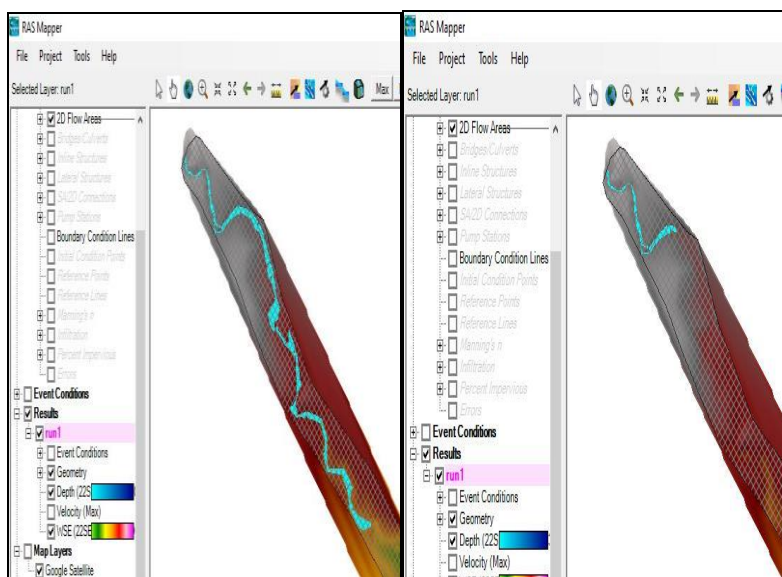 RAS Mapper
File Project Tools Help
Selected Layer: run1
Max
2D Flow Areas
Bridges/Culverts
Inline Structures
Lateral Structures
SA/2D Connections
Pump Stations
Boundary Condition Lines
Initial Condition Points
Reference Points
Reference Lines
Manning's n
Infiltration
Percent Impervious
Errors
Event Conditions
Results
run1
Event Conditions
Geometry
Depth (22S
Velocity (Max)
WSE (22SE
Map Layers
Google Satellite
RAS Mapper
File Project Tools Help
Selected Layer: run1
2D Flow Areas
Bridges/Culverts
Inline Structures
Lateral Structures
SA/2D Connections
Pump Stations
Boundary Condition Lines
Initial Condition Points
Reference Points
Reference Lines
Manning's n
Infiltration
Percent Impervious
Errors
Event Conditions
Results
run1
Event Conditions
Geometry
Depth (22S
Velocity (Max)